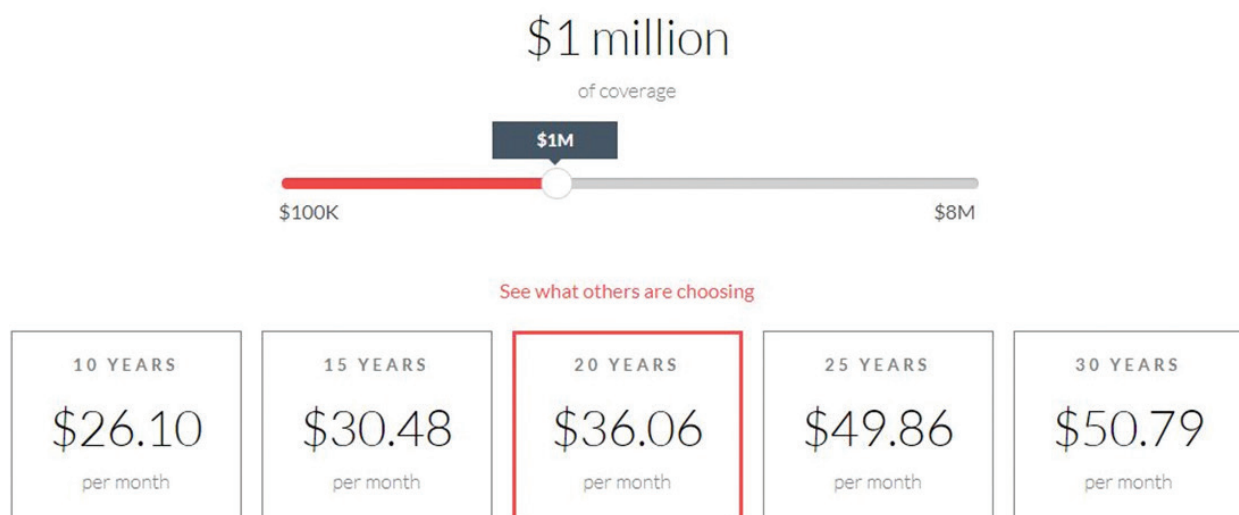 $1 million
of coverage
$1M
$100K $8M
See what others are choosing
10 YEARS 15 YEARS 20 YEARS 25 YEARS 30 YEARS
$26.10 $30.48 $36.06 $49.86 $50.79
per month per month per month per month per month